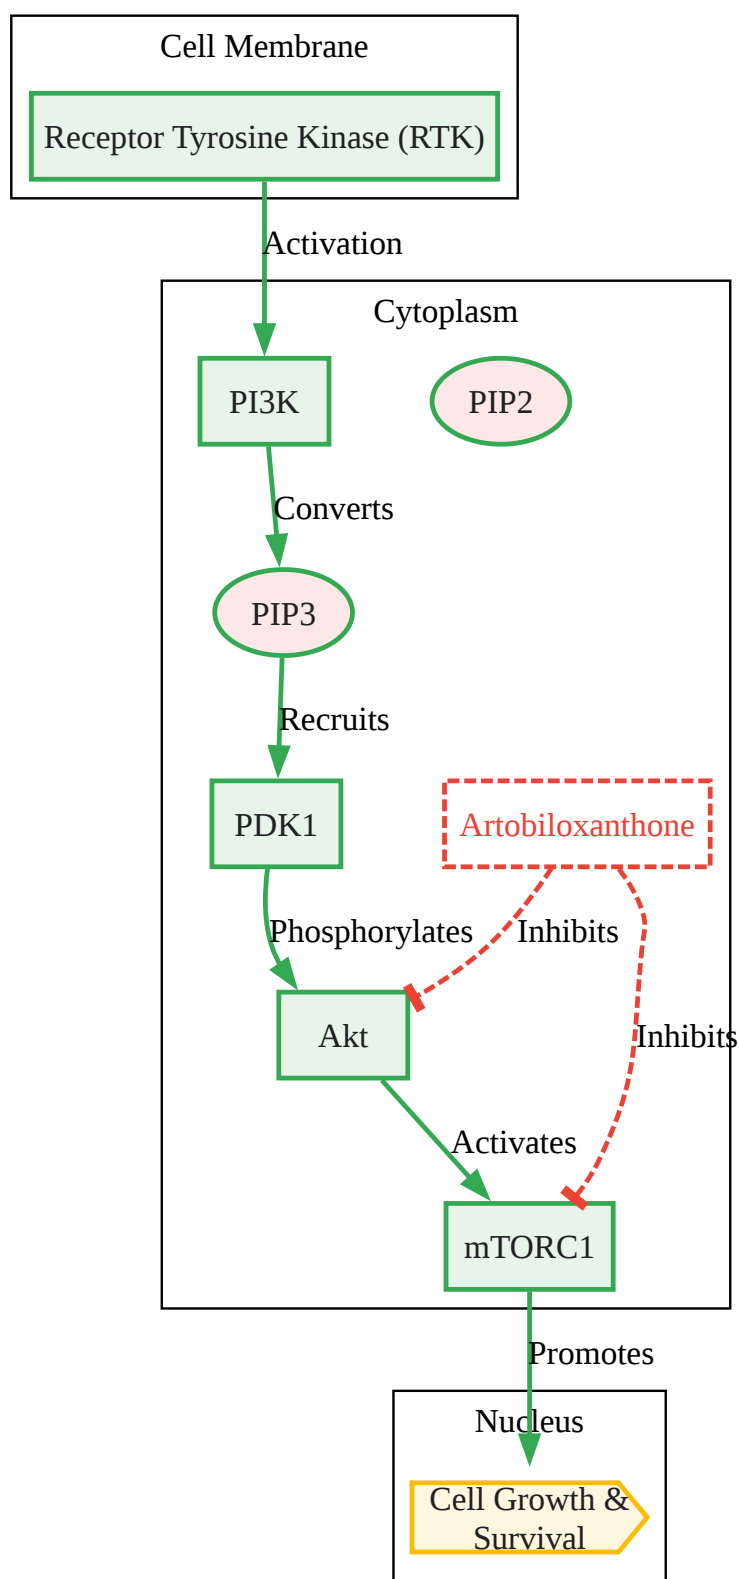 Cell Membrane
Receptor Tyrosine Kinase (RTK)
Activation
Cytoplasm
PI3K
PIP2
Converts
PIP3
Recruits
PDK1
Artobiloxanthone
Phosphorylates
Inhibits
Akt
Inhibits
Activates
mTORC1
Promotes
Nucleus
Cell Growth &
Survival